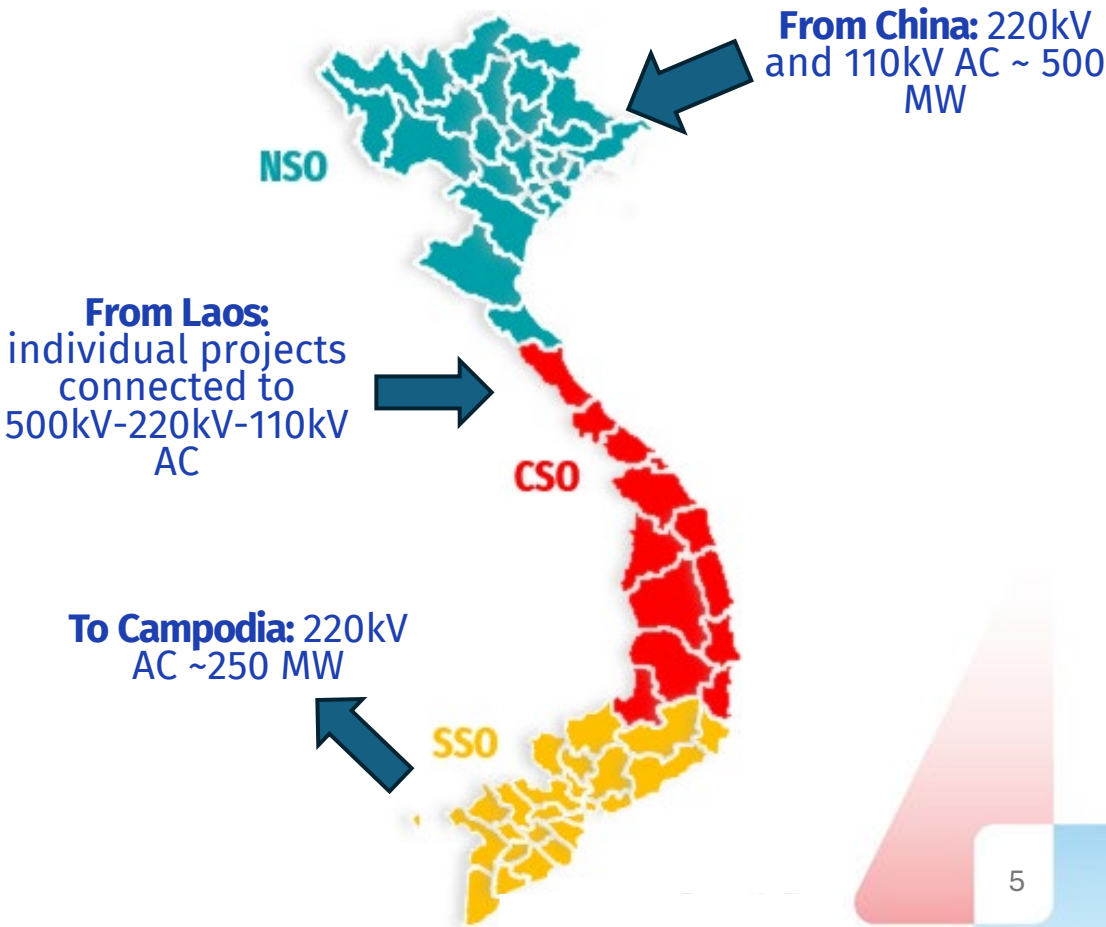 From China: 220kV
and 110kV AC ~ 500
MW
NSO
From Laos:
individual projects
connected to
500kV-220kV-110kV
AC
CSO
To Campodia: 220kV
AC ~250 MW
SSO
5